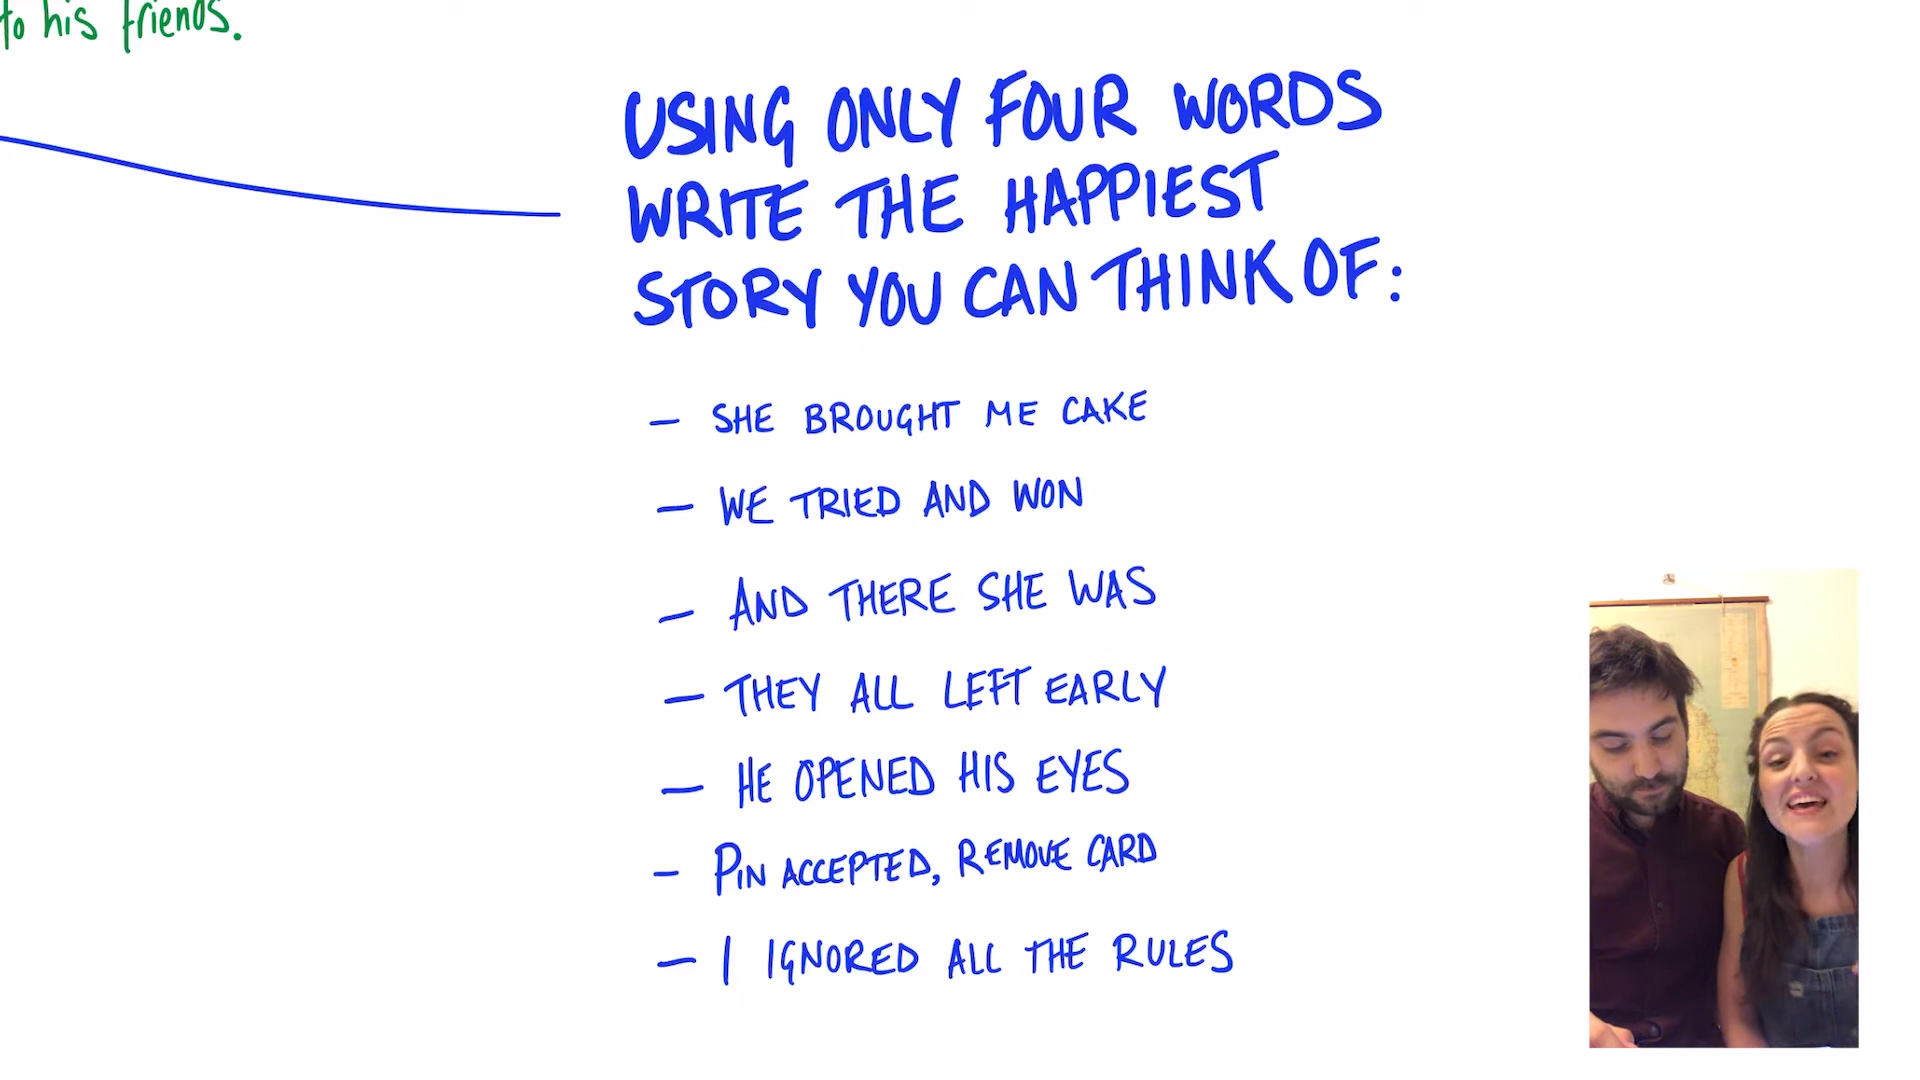 to his friends.
USING ONLY FOUR WORDS
WRITE THE HAPPIEST
STORY YOU CAN THINK OF:
— SHE BROUGHT ME CAKE
— WE TRIED AND WON
— AND THERE SHE WAS
— THEY ALL LEFT EARLY
— HE OPENED HIS EYES
- PIN ACCEPTED, REMOVE CARD
— I IGNORED ALL THE RULES